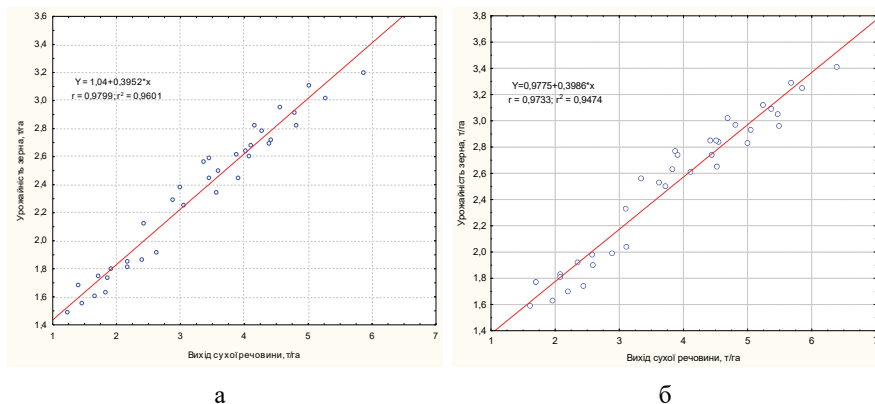 3,6
3,4
3,2
3,0
2,8
2,6
2,4
2,2
2,0
1,8
1,6
1,4
Урожайність зерна, т/га
Y = 1,04+0,3952*x
r = 0,9799; r² = 0,9601
1 2 3 4 5 6 7
Вихід сухої речовини, т/га
а
3,8
3,6
3,4
3,2
3,0
2,8
2,6
2,4
2,2
2,0
1,8
1,6
1,4
Урожайність зерна, т/га
Y=0,9775+0,3986*x
r = 0,9733; r² = 0,9474
1 2 3 4 5 6 7
Вихід сухої речовини, т/га
б